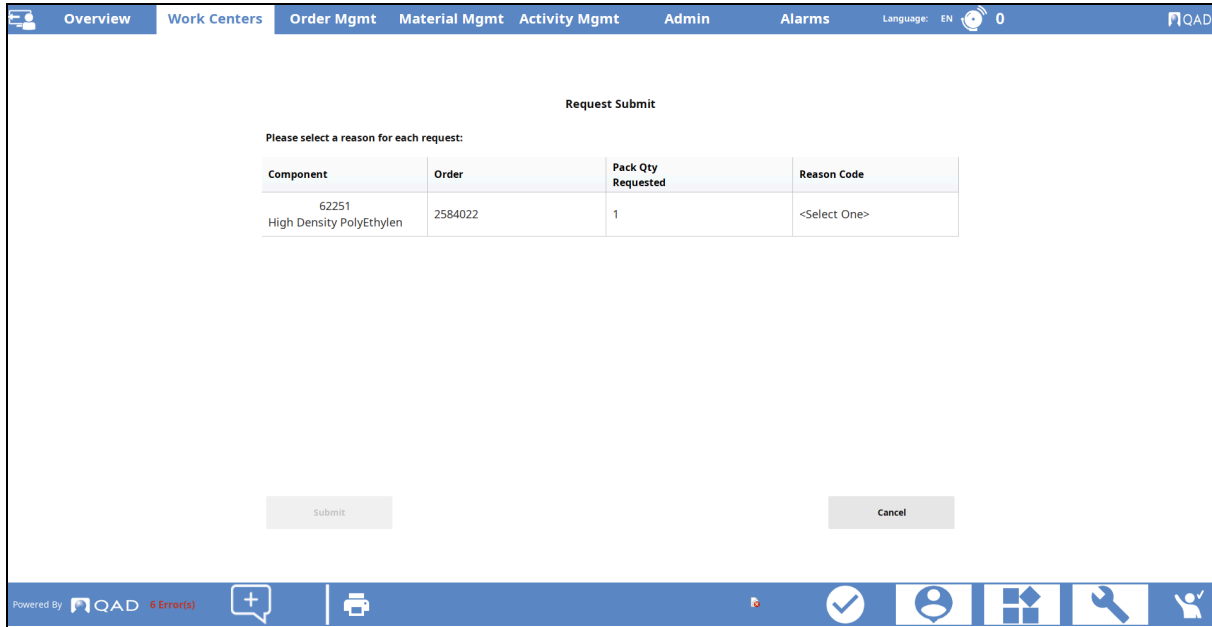 Overview Work Centers Order Mgmt Material Mgmt Activity Mgmt Admin Alarms Language: EN 0 QAD
Request Submit
Please select a reason for each request:
Component Order Pack Qty Requested Reason Code
62251
High Density PolyEthylen 2584022 1 <Select One>
Submit Cancel
Powered By QAD 6 Error(s)